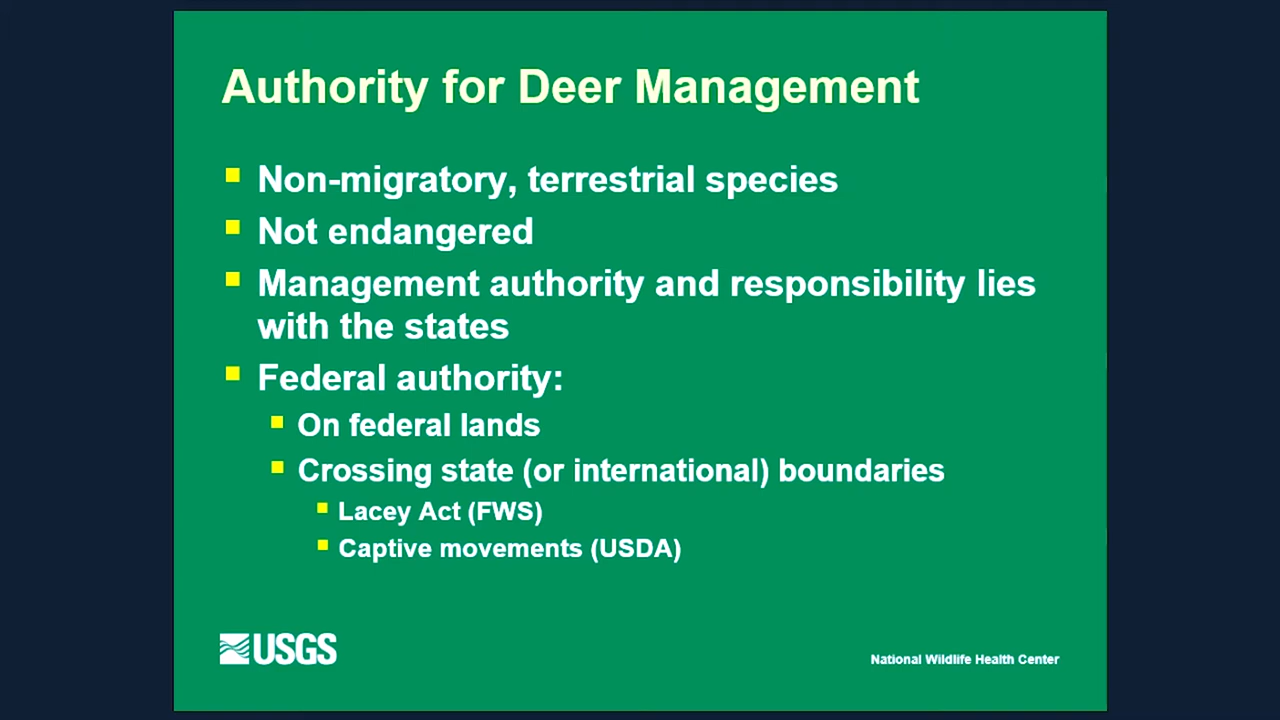 Authority for Deer Management
Non-migratory, terrestrial species
Not endangered
Management authority and responsibility lies
with the states
Federal authority:
On federal lands
Crossing state (or international) boundaries
Lacey Act (FWS)
Captive movements (USDA)
USGS
National Wildlife Health Center